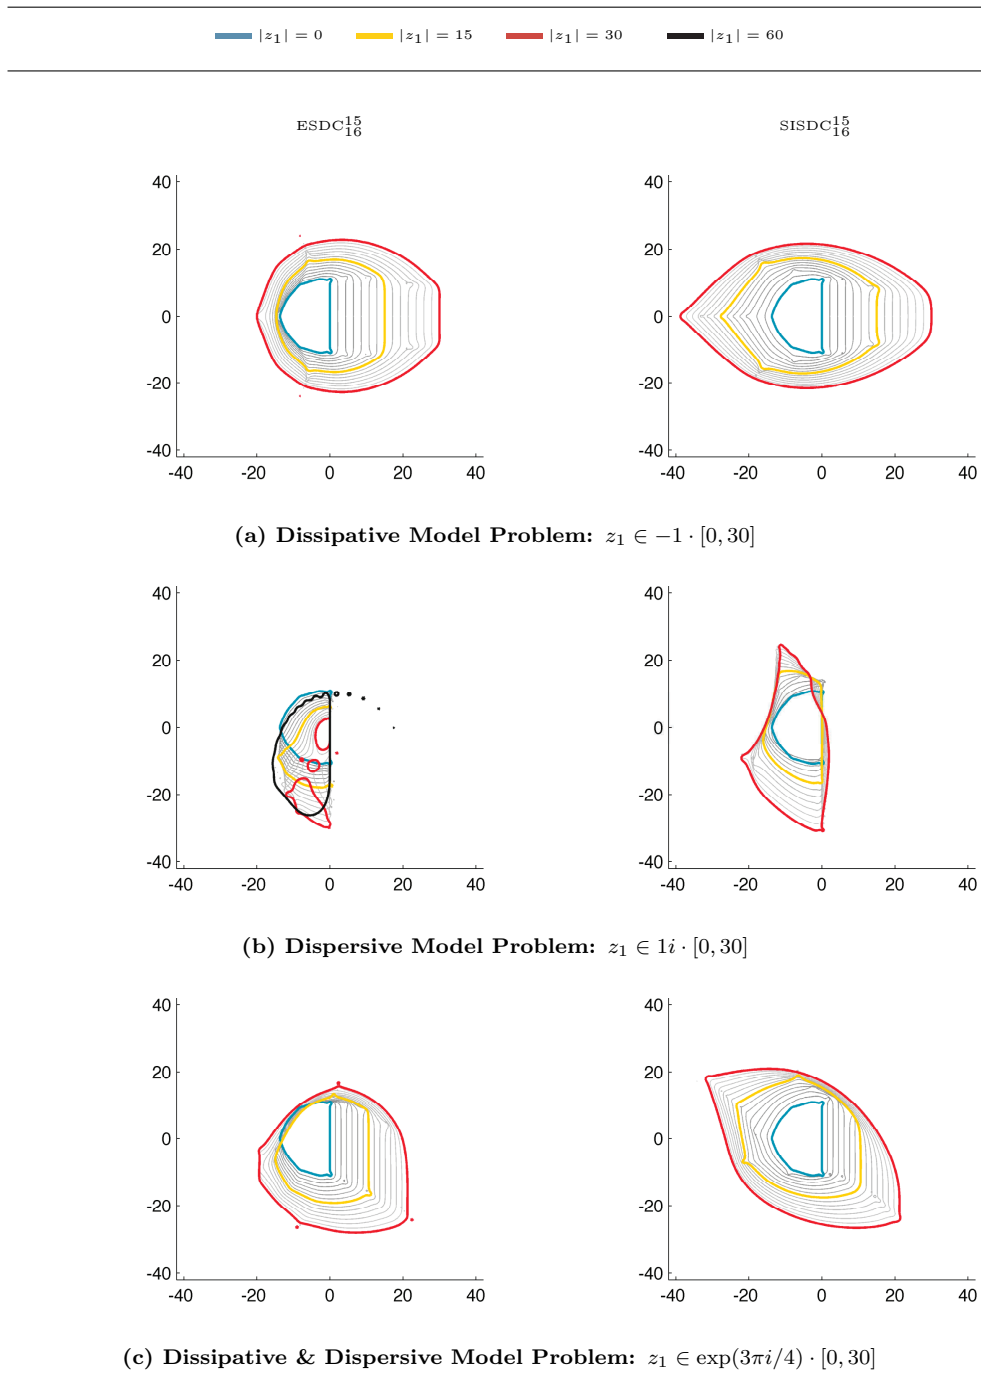 |z₁| = 0 |z₁| = 15 |z₁| = 30 |z₁| = 60
ESDC₁₆¹⁵ SISDC₁₆¹⁵
40 40
20 20
0 0
-20 -20
-40 -40
-40 -20 0 20 40 -40 -20 0 20 40
(a) Dissipative Model Problem: z₁ ∈ −1 · [0, 30]
40 40
20 20
0 0
-20 -20
-40 -40
-40 -20 0 20 40 -40 -20 0 20 40
(b) Dispersive Model Problem: z₁ ∈ 1i · [0, 30]
40 40
20 20
0 0
-20 -20
-40 -40
-40 -20 0 20 40 -40 -20 0 20 40
(c) Dissipative & Dispersive Model Problem: z₁ ∈ exp(3πi/4) · [0, 30]